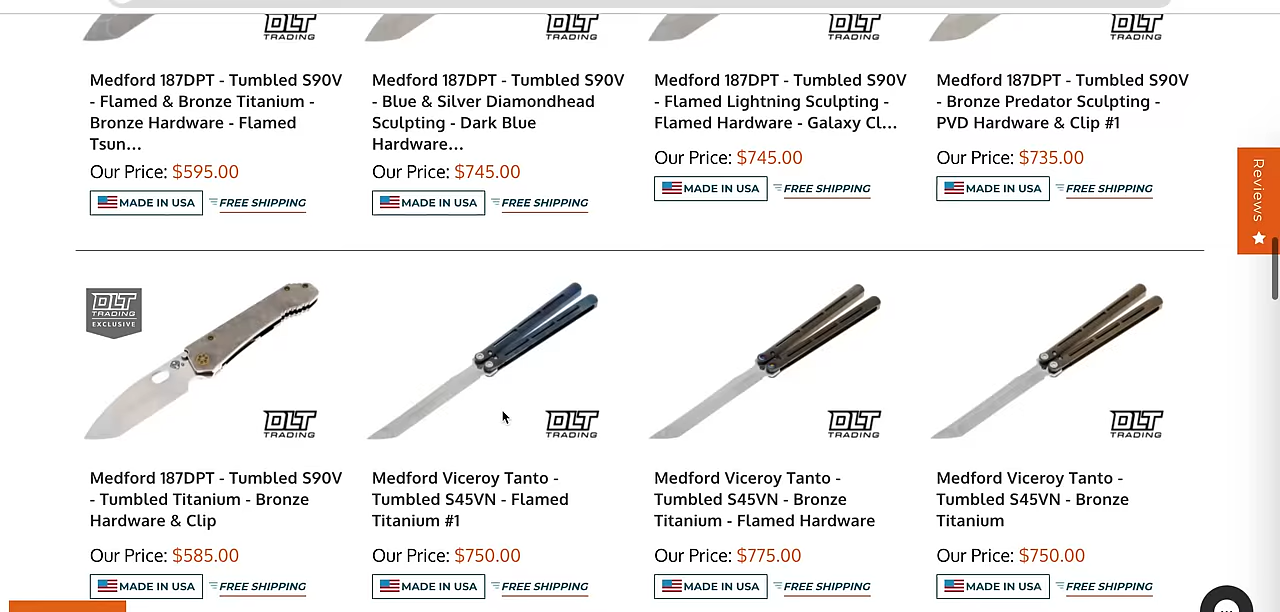 DLT
TRADING
DLT
TRADING
DLT
TRADING
DLT
TRADING
Medford 187DPT - Tumbled S90V
- Flamed & Bronze Titanium -
Bronze Hardware - Flamed
Tsun...
Our Price: $595.00
MADE IN USA FREE SHIPPING
Medford 187DPT - Tumbled S90V
- Blue & Silver Diamondhead
Sculpting - Dark Blue
Hardware...
Our Price: $745.00
MADE IN USA FREE SHIPPING
Medford 187DPT - Tumbled S90V
- Flamed Lightning Sculpting -
Flamed Hardware - Galaxy Cl...
Our Price: $745.00
MADE IN USA FREE SHIPPING
Medford 187DPT - Tumbled S90V
- Bronze Predator Sculpting -
PVD Hardware & Clip #1
Our Price: $735.00
MADE IN USA FREE SHIPPING
Reviews
DLT
TRADING
EXCLUSIVE
DLT
TRADING
DLT
TRADING
DLT
TRADING
DLT
TRADING
Medford 187DPT - Tumbled S90V
- Tumbled Titanium - Bronze
Hardware & Clip
Our Price: $585.00
MADE IN USA FREE SHIPPING
Medford Viceroy Tanto -
Tumbled S45VN - Flamed
Titanium #1
Our Price: $750.00
MADE IN USA FREE SHIPPING
Medford Viceroy Tanto -
Tumbled S45VN - Bronze
Titanium - Flamed Hardware
Our Price: $775.00
MADE IN USA FREE SHIPPING
Medford Viceroy Tanto -
Tumbled S45VN - Bronze
Titanium
Our Price: $750.00
MADE IN USA FREE SHIPPING